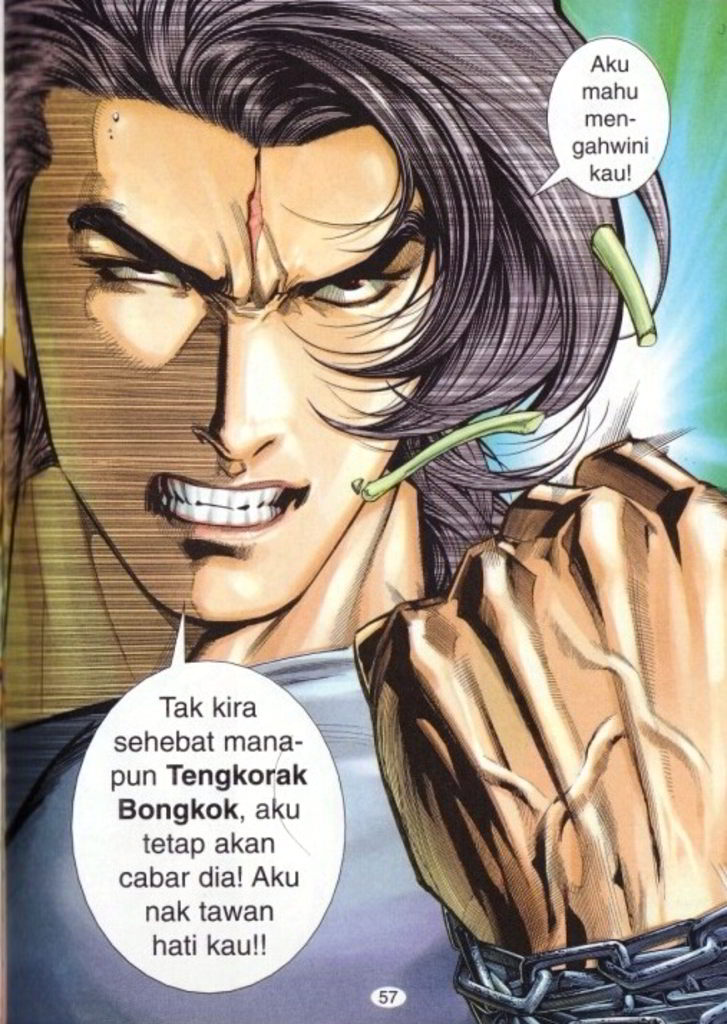 Aku
mahu
men-
gahwini
kau!
Tak kira
sehebat mana-
pun Tengkorak
Bongkok, aku
tetap akan
cabar dia! Aku
nak tawan
hati kau!!
57